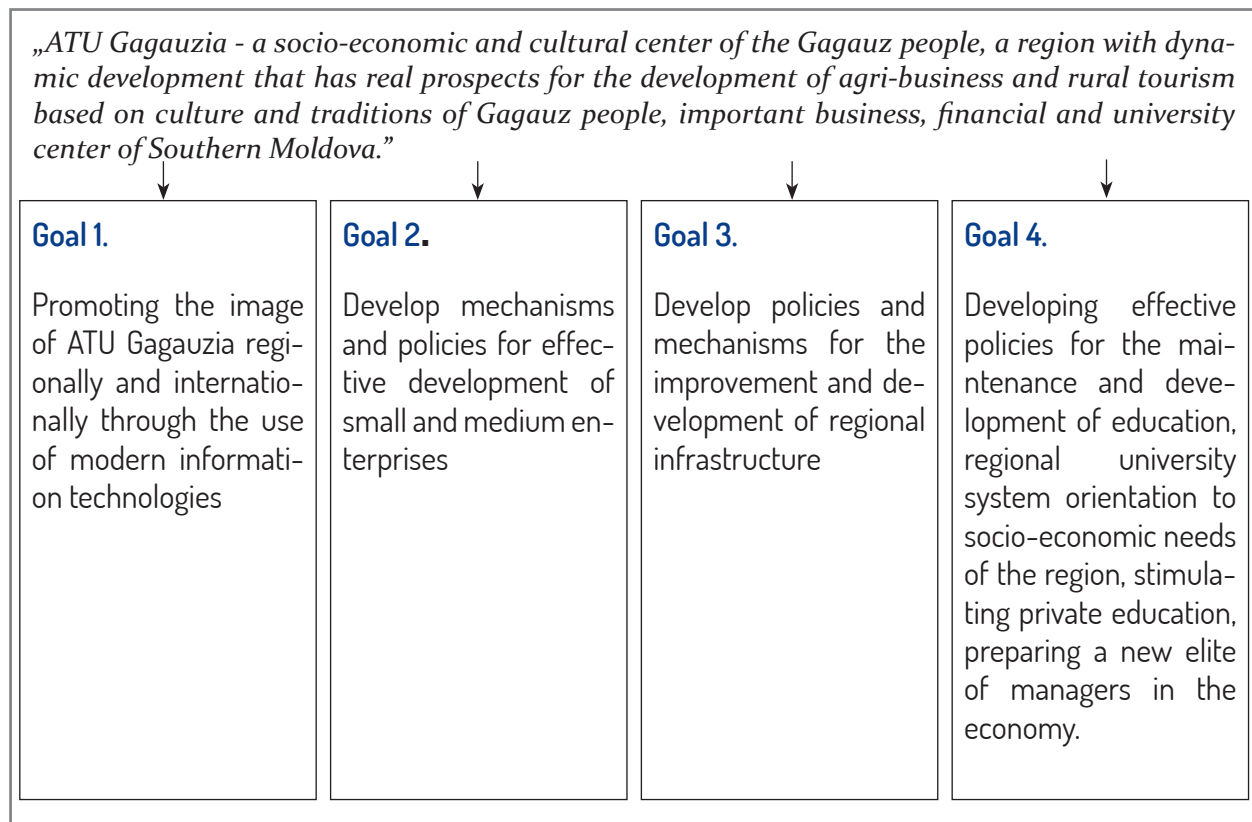 „ATU Gagauzia - a socio-economic and cultural center of the Gagauz people, a region with dyna-
mic development that has real prospects for the development of agri-business and rural tourism
based on culture and traditions of Gagauz people, important business, financial and university
center of Southern Moldova.”
Goal 1.
Promoting the image
of ATU Gagauzia regi-
onally and internatio-
nally through the use
of modern informati-
on technologies
Goal 2.
Develop mechanisms
and policies for effec-
tive development of
small and medium en-
terprises
Goal 3.
Develop policies and
mechanisms for the
improvement and de-
velopment of regional
infrastructure
Goal 4.
Developing effective
policies for the mai-
ntenance and deve-
lopment of education,
regional university
system orientation to
socio-economic needs
of the region, stimula-
ting private education,
preparing a new elite
of managers in the
economy.